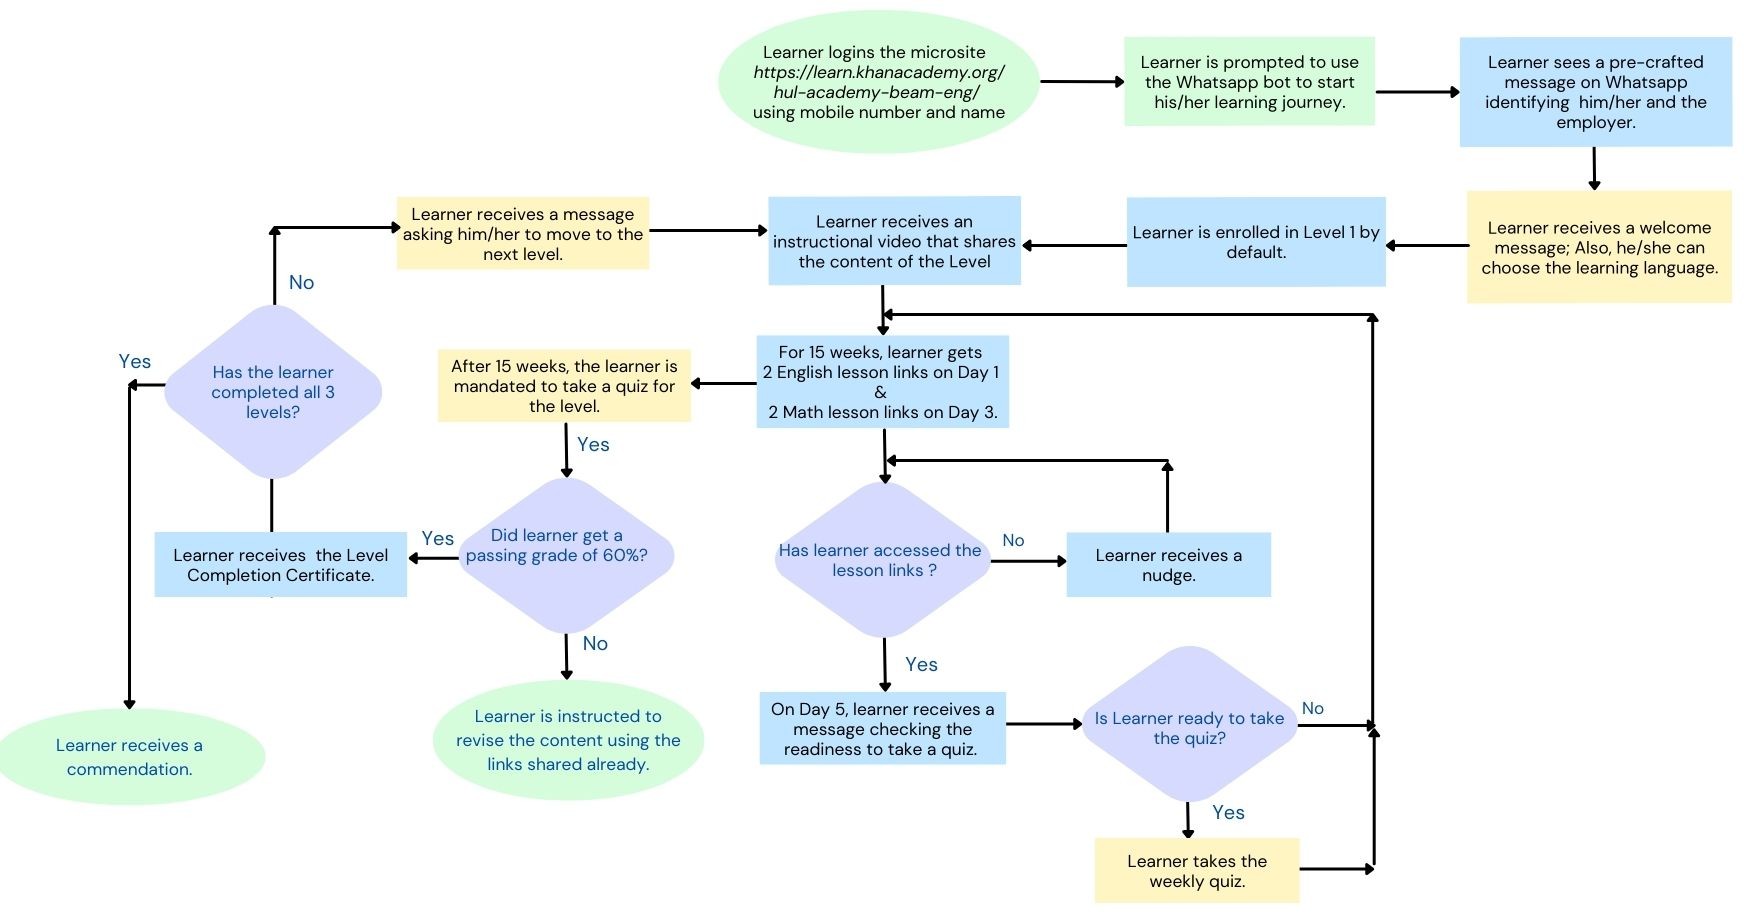 Learner logins the microsite
https://learn.khanacademy.org/
hul-academy-beam-eng/
using mobile number and name
Learner is prompted to use
the Whatsapp bot to start
his/her learning journey.
Learner sees a pre-crafted
message on Whatsapp
identifying  him/her and the
employer.
Learner receives a welcome
message; Also, he/she can
choose the learning language.
Learner is enrolled in Level 1 by
default.
Learner receives an
instructional video that shares
the content of the Level
Learner receives a message
asking him/her to move to the
next level.
No
Yes
Has the learner
completed all 3
levels?
After 15 weeks, the learner is
mandated to take a quiz for
the level.
For 15 weeks, learner gets
2 English lesson links on Day 1
&
2 Math lesson links on Day 3.
Yes
Did learner get a
passing grade of 60%?
Yes
Learner receives  the Level
Completion Certificate.
Has learner accessed the
lesson links ?
No
Learner receives a
nudge.
No
Yes
Learner receives a
commendation.
Learner is instructed to
revise the content using the
links shared already.
On Day 5, learner receives a
message checking the
readiness to take a quiz.
Is Learner ready to take
the quiz?
No
Yes
Learner takes the
weekly quiz.